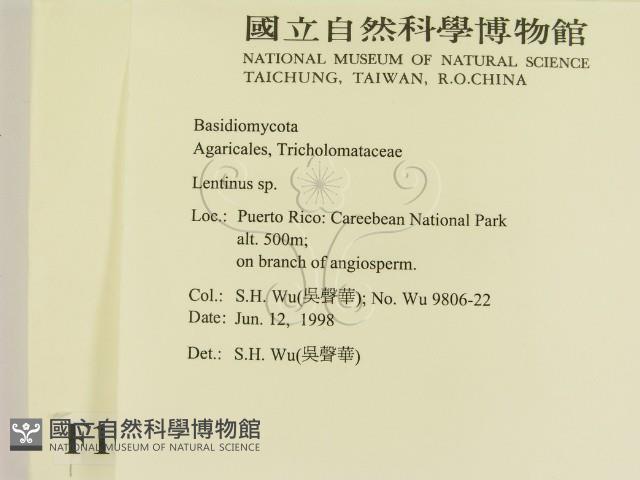 國立自然科學博物館
NATIONAL MUSEUM OF NATURAL SCIENCE
TAICHUNG, TAIWAN, R.O.CHINA
Basidiomycota
Agaricales, Tricholomataceae
Lentinus sp.
Loc.: Puerto Rico: Careebean National Park
alt. 500m;
on branch of angiosperm.
Col.: S.H. Wu(吳聲華); No. Wu 9806-22
Date: Jun. 12, 1998
Det.: S.H. Wu(吳聲華)
F1
國立自然科學博物館
NATIONAL MUSEUM OF NATURAL SCIENCE